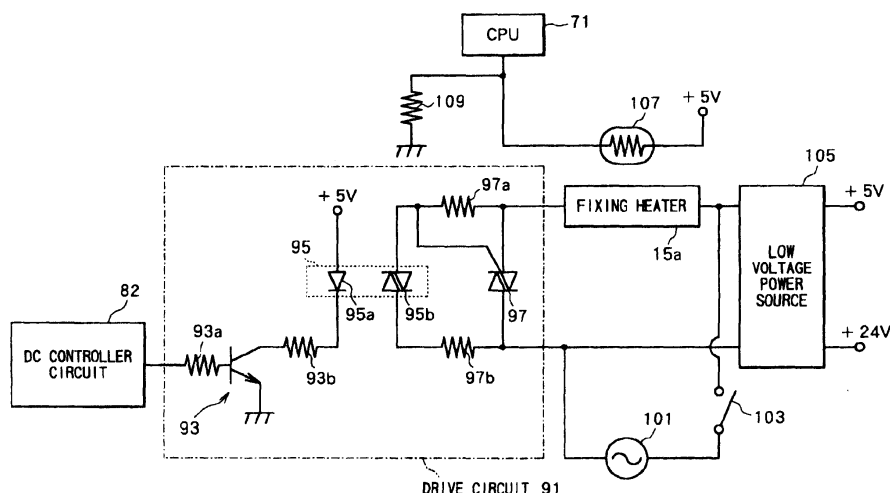 71
CPU
109
107
+5V
105
97a
+5V
FIXING HEATER
+5V
15a
95
LOW
VOLTAGE
POWER
SOURCE
82
95a
95b
97
93a
DC CONTROLLER
CIRCUIT
93b
97b
+24V
93
101
103
DRIVE CIRCUIT 91